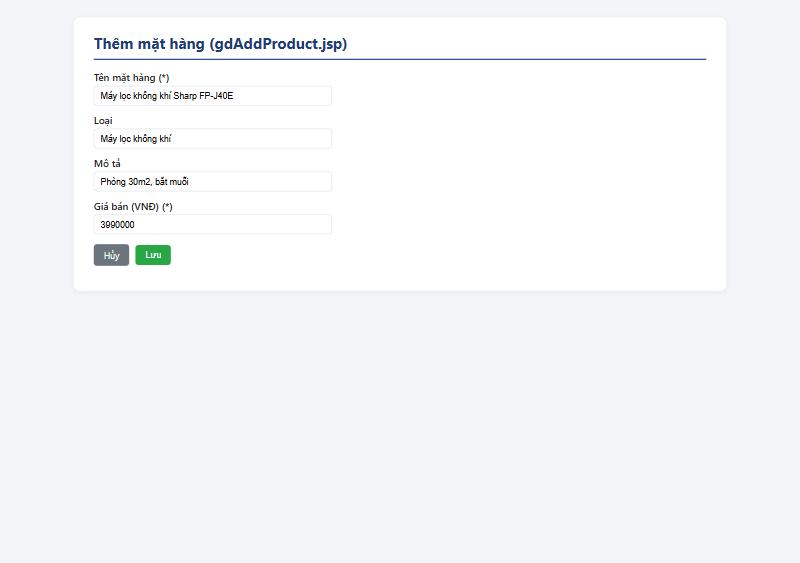 Thêm mặt hàng (gdAddProduct.jsp)
Tên mặt hàng (*)
Máy lọc không khí Sharp FP-J40E
Loại
Máy lọc không khí
Mô tả
Phòng 30m2, bắt muỗi
Giá bán (VNĐ) (*)
3990000
Hủy Lưu